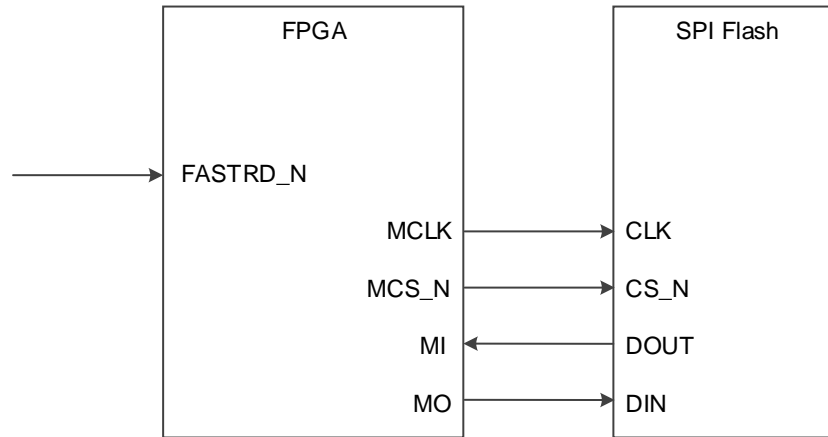 FPGA
SPI Flash
FASTRD_N
MCLK
CLK
MCS_N
CS_N
MI
DOUT
MO
DIN